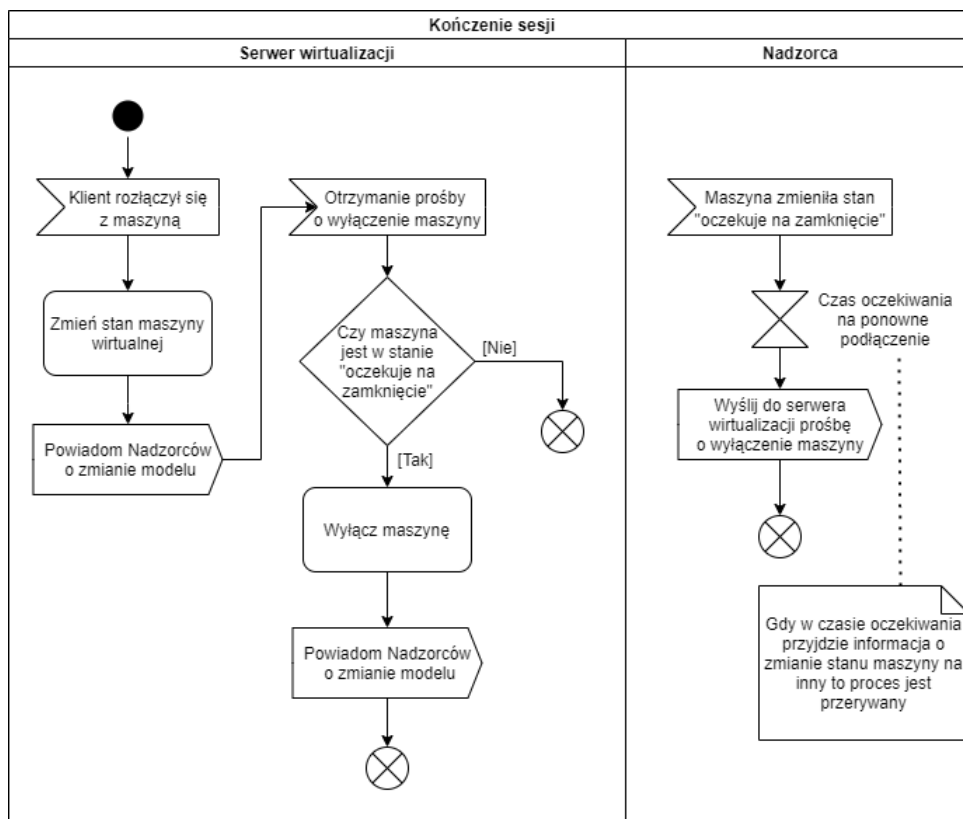 Kończenie sesji
Serwer wirtualizacji
Nadzorca
Klient rozłączył się
z maszyną
Zmień stan maszyny
wirtualnej
Powiadom Nadzorców
o zmianie modelu
Otrzymanie prośby
o wyłączenie maszyny
Czy maszyna
jest w stanie
"oczekuje na
zamknięcie"
[Nie]
[Tak]
Wyłącz maszynę
Powiadom Nadzorców
o zmianie modelu
Maszyna zmieniła stan
"oczekuje na zamknięcie"
Czas oczekiwania
na ponowne
podłączenie
Wyślij do serwera
wirtualizacji prośbę
o wyłączenie maszyny
Gdy w czasie oczekiwania
przyjdzie informacja o
zmianie stanu maszyny na
inny to proces jest
przerywany